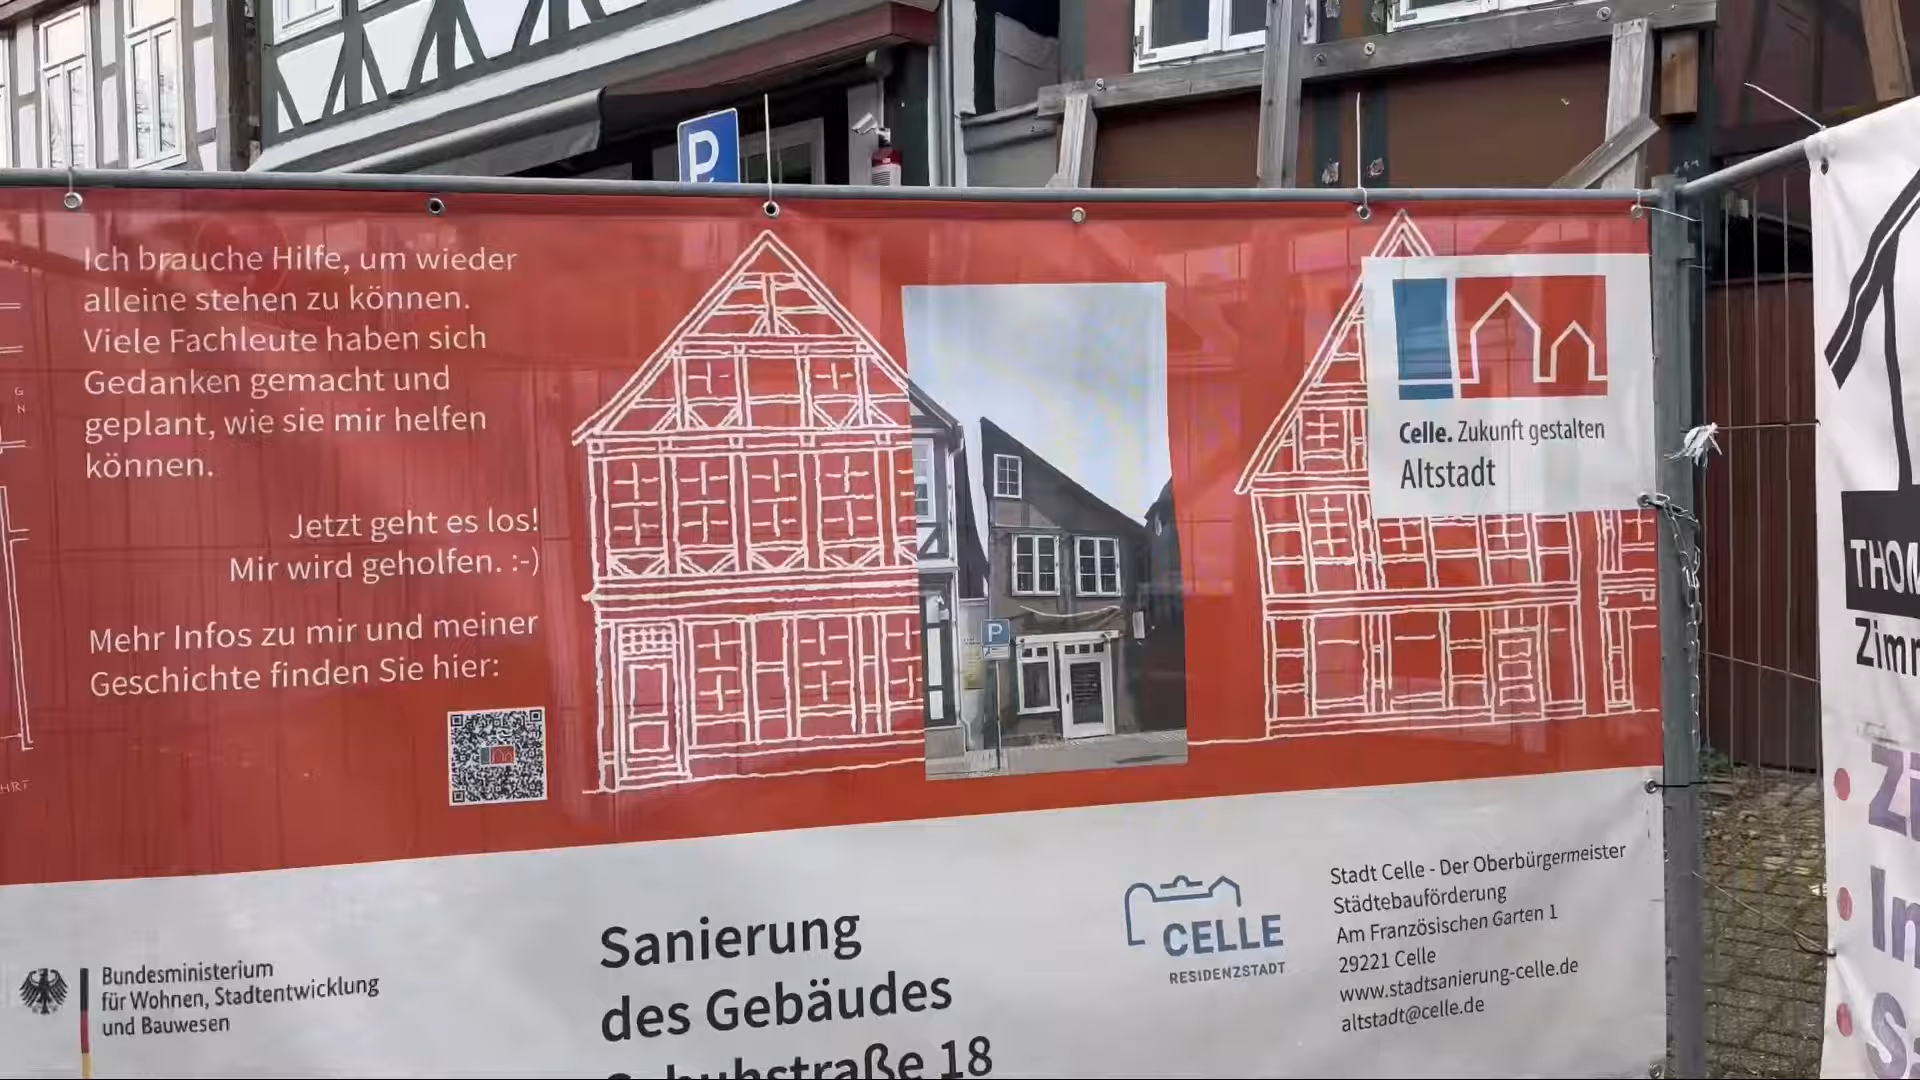 P
Ich brauche Hilfe, um wieder
alleine stehen zu können.
Viele Fachleute haben sich
Gedanken gemacht und
geplant, wie sie mir helfen
können.
Jetzt geht es los!
Mir wird geholfen. :-)
Mehr Infos zu mir und meiner
Geschichte finden Sie hier:
P
Celle. Zukunft gestalten
Altstadt
Bundesministerium
für Wohnen, Stadtentwicklung
und Bauwesen
Sanierung
des Gebäudes
Schuhstraße 18
CELLE
RESIDENZSTADT
Stadt Celle - Der Oberbürgermeister
Städtebauförderung
Am Französischen Garten 1
29221 Celle
www.stadtsanierung-celle.de
altstadt@celle.de